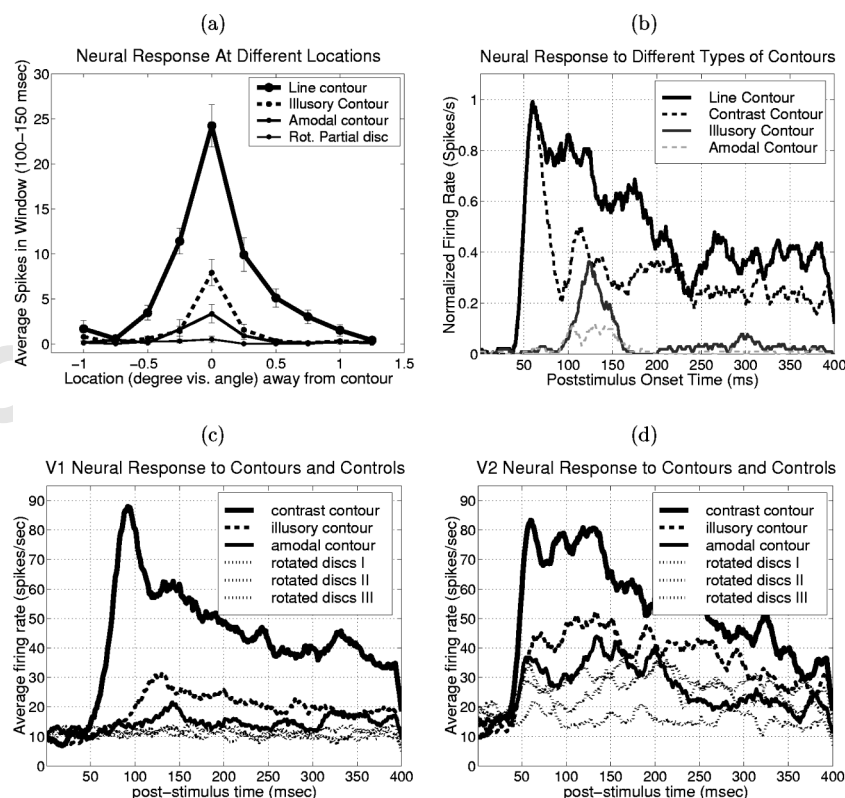 (a)
Neural Response At Different Locations
Average Spikes in Window (100–150 msec)
30
25
20
15
10
5
0
−1
−0.5
0
0.5
1
1.5
Location (degree vis. angle) away from contour
Line contour
Illusory Contour
Amodal contour
Rot. Partial disc
(b)
Neural Response to Different Types of Contours
Normalized Firing Rate (Spikes/s)
1
0.8
0.6
0.4
0.2
0
50
100
150
200
250
300
350
400
Poststimulus Onset Time (ms)
Line Contour
Contrast Contour
Illusory Contour
Amodal Contour
(c)
V1 Neural Response to Contours and Controls
Average firing rate (spikes/sec)
90
80
70
60
50
40
30
20
10
0
50
100
150
200
250
300
350
400
post−stimulus time (msec)
contrast contour
illusory contour
amodal contour
rotated discs I
rotated discs II
rotated discs III
(d)
V2 Neural Response to Contours and Controls
Average firing rate (spikes/sec)
90
80
70
60
50
40
30
20
10
0
50
100
150
200
250
300
350
400
post−stimulus time (msec)
contrast contour
illusory contour
amodal contour
rotated discs I
rotated discs II
rotated discs III